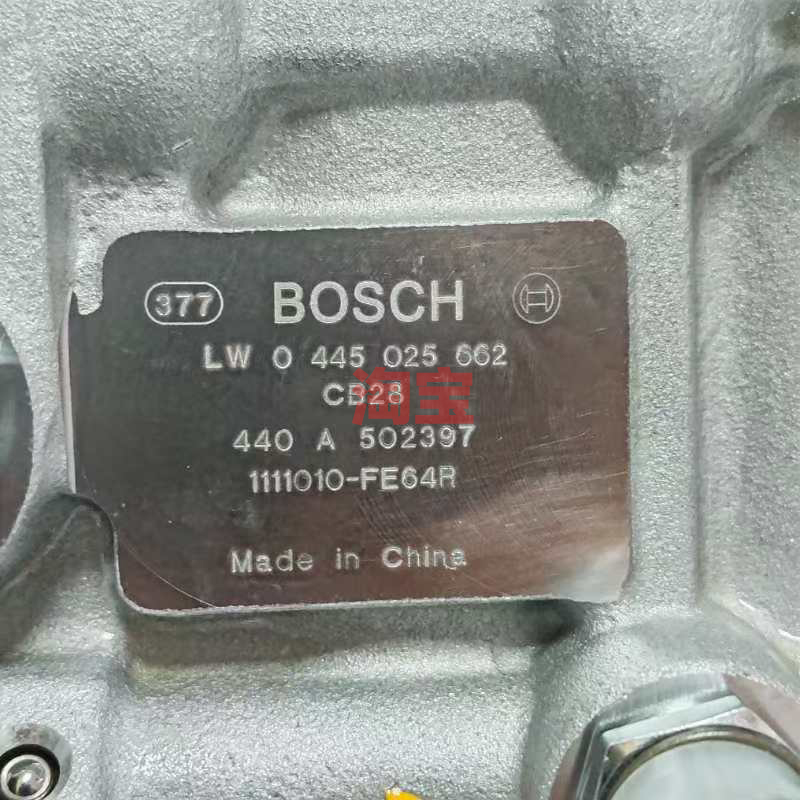 377 BOSCH
LW 0 445 025 662
CB28
淘宝
440 A 502397
1111010-FE64R
Made in China